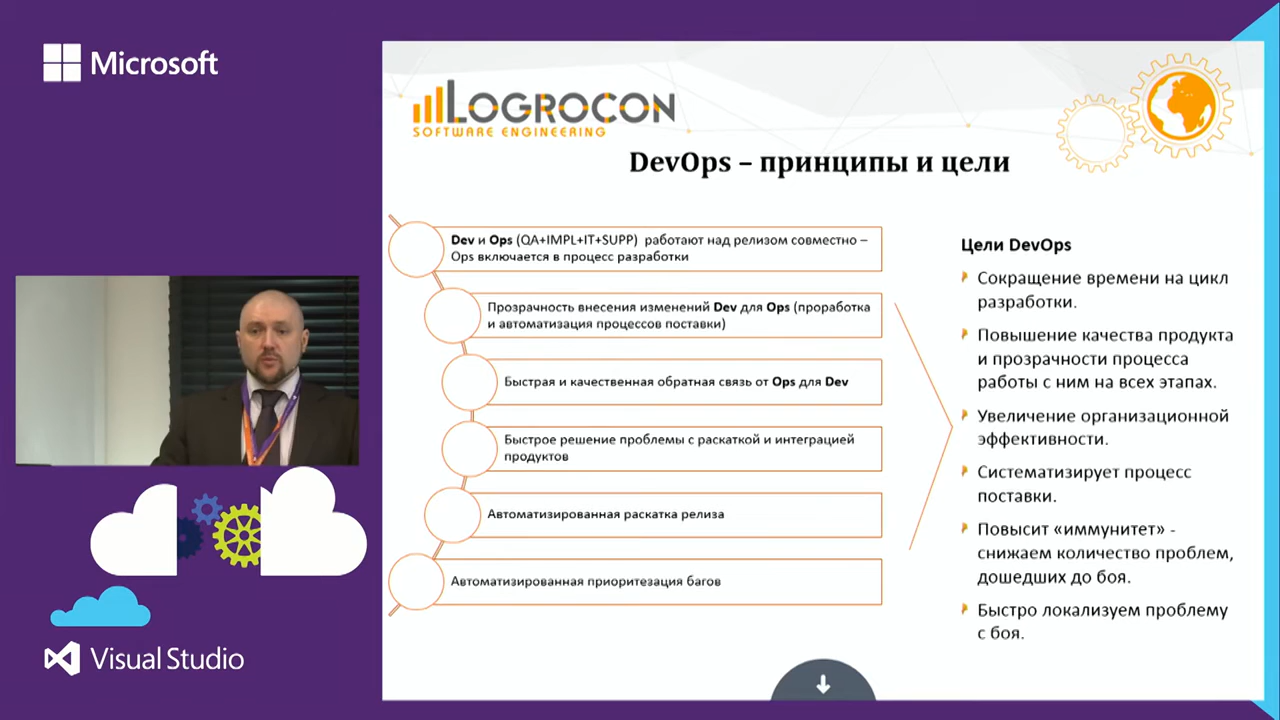 Microsoft
LOGROCON
SOFTWARE ENGINEERING
DevOps – принципы и цели
Dev и Ops (QA+IMPL+IT+SUPP) работают над релизом совместно –
Ops включается в процесс разработки
Прозрачность внесения изменений Dev для Ops (проработка
и автоматизация процессов поставки)
Быстрая и качественная обратная связь от Ops для Dev
Быстрое решение проблемы с раскаткой и интеграцией
продуктов
Автоматизированная раскатка релиза
Автоматизированная приоритезация багов
Цели DevOps
Сокращение времени на цикл
разработки.
Повышение качества продукта
и прозрачности процесса
работы с ним на всех этапах.
Увеличение организационной
эффективности.
Систематизирует процесс
поставки.
Повысит «иммунитет» -
снижаем количество проблем,
дошедших до боя.
Быстро локализуем проблему
с боя.
Visual Studio